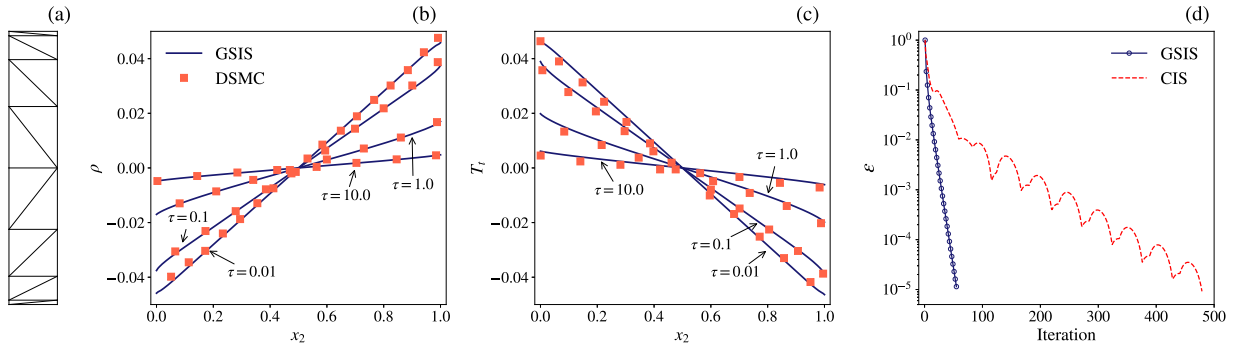 (a)
(b)
GSIS
DSMC
ρ
0.04
0.02
0.00
−0.02
−0.04
τ = 0.1
τ = 0.01
τ = 10.0
τ = 1.0
0.0 0.2 0.4 0.6 0.8 1.0
x₂
(c)
T_t
0.04
0.02
0.00
−0.02
−0.04
τ = 10.0
τ = 1.0
τ = 0.1
τ = 0.01
0.0 0.2 0.4 0.6 0.8 1.0
x₂
(d)
GSIS
CIS
ε
10⁰
10⁻¹
10⁻²
10⁻³
10⁻⁴
10⁻⁵
0 100 200 300 400 500
Iteration